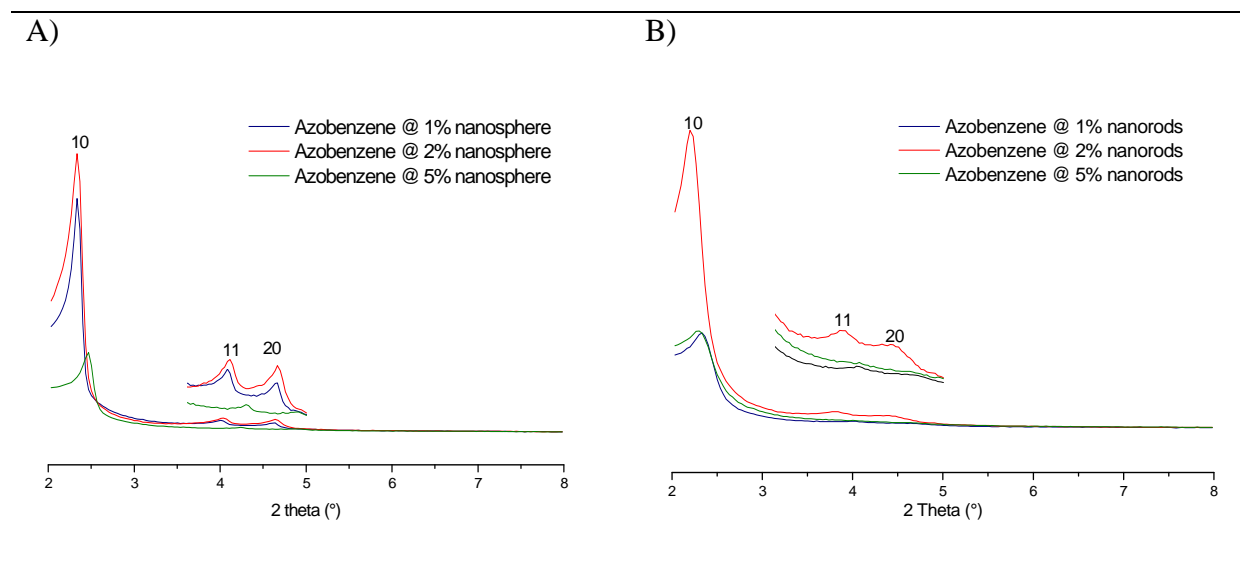 A)
10
Azobenzene @ 1% nanosphere
Azobenzene @ 2% nanosphere
Azobenzene @ 5% nanosphere
11 20
2 3 4 5 6 7 8
2 theta (°)
B)
10
Azobenzene @ 1% nanorods
Azobenzene @ 2% nanorods
Azobenzene @ 5% nanorods
11
20
2 3 4 5 6 7 8
2 Theta (°)